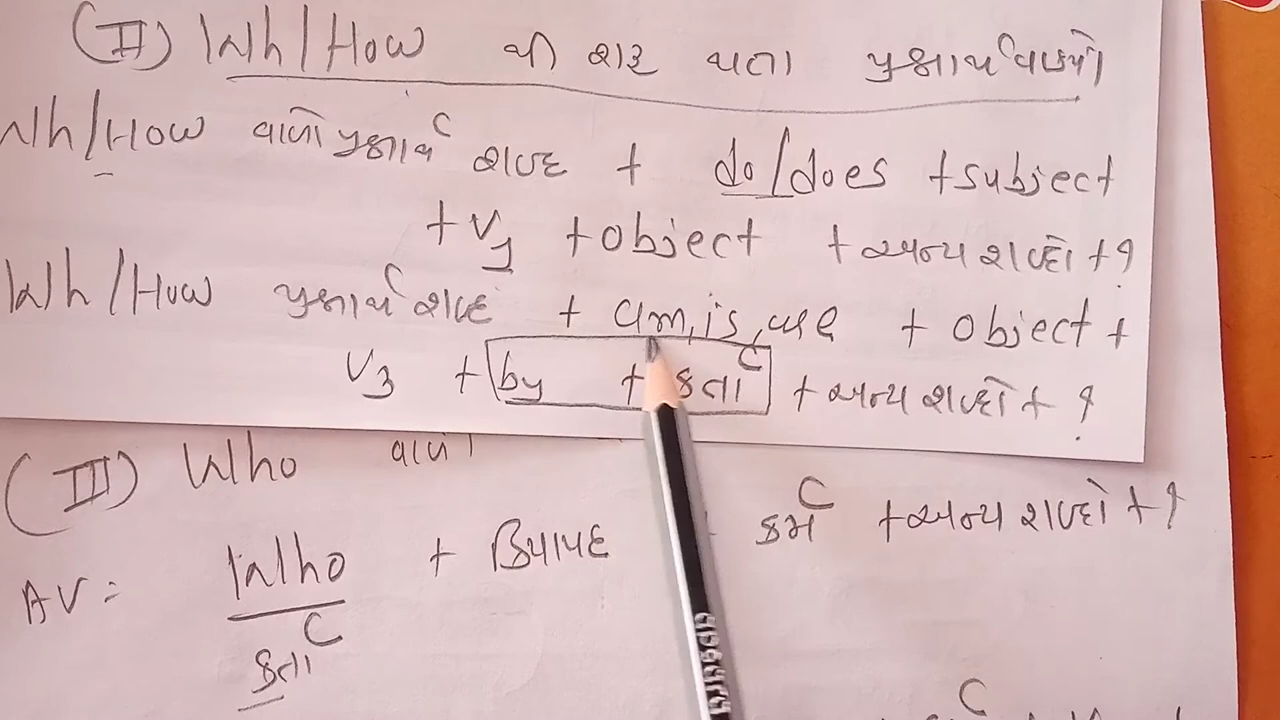 (II) Wh/How થી શરૂ થતા પ્રશ્નાર્થ વાક્યો
Wh/How વાળો પ્રશ્નાર્થ શબ્દ + do/does +subject
+V1 +object +અન્ય શબ્દો +?
Wh/How પ્રશ્નાર્થ શબ્દ + am, is, are + object +
V3 + by + કર્તા + અન્ય શબ્દો + ?
(III) Who
AV = Who + ક્રિયાપદ કર્મ +અન્ય શબ્દો +?
કર્તા